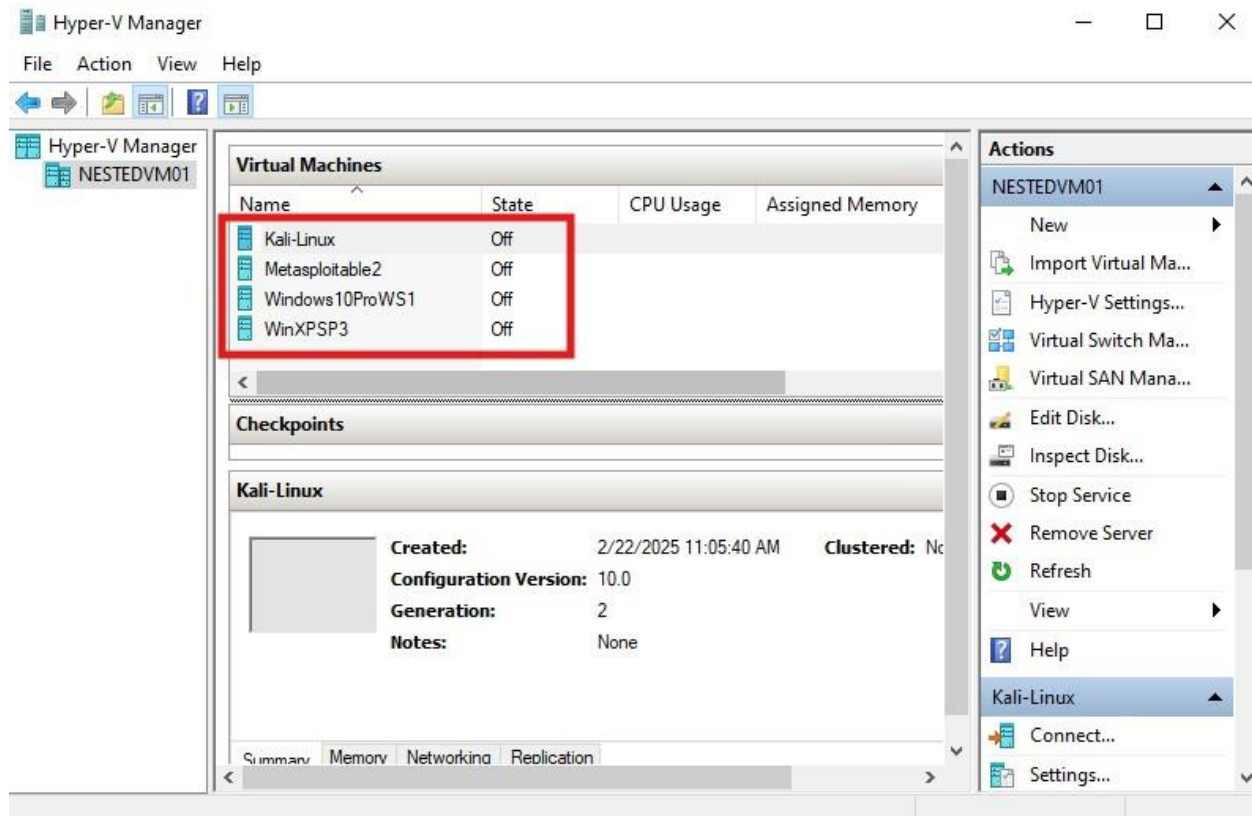 Hyper-V Manager
File Action View Help
Hyper-V Manager
NESTEDVM01
Virtual Machines
Name State CPU Usage Assigned Memory
Kali-Linux Off
Metasploitable2 Off
Windows10ProWS1 Off
WinXPSP3 Off
Checkpoints
Kali-Linux
Created: 2/22/2025 11:05:40 AM Clustered: No
Configuration Version: 10.0
Generation: 2
Notes: None
Summary Memory Networking Replication
Actions
NESTEDVM01
New
Import Virtual Ma...
Hyper-V Settings...
Virtual Switch Ma...
Virtual SAN Mana...
Edit Disk...
Inspect Disk...
Stop Service
Remove Server
Refresh
View
Help
Kali-Linux
Connect...
Settings...